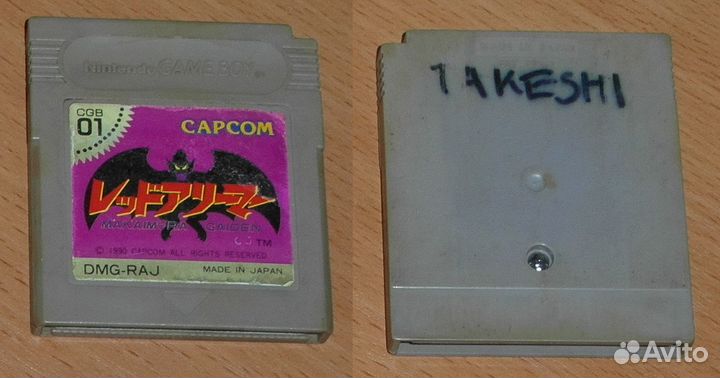 Nintendo GAME BOY
CGB
01
CAPCOM
レッドアリーマー
MAKAIMURA GAIDEN
TM
© 1990 CAPCOM ALL RIGHTS RESERVED
DMG-RAJ MADE IN JAPAN
TAKESHI
Avito